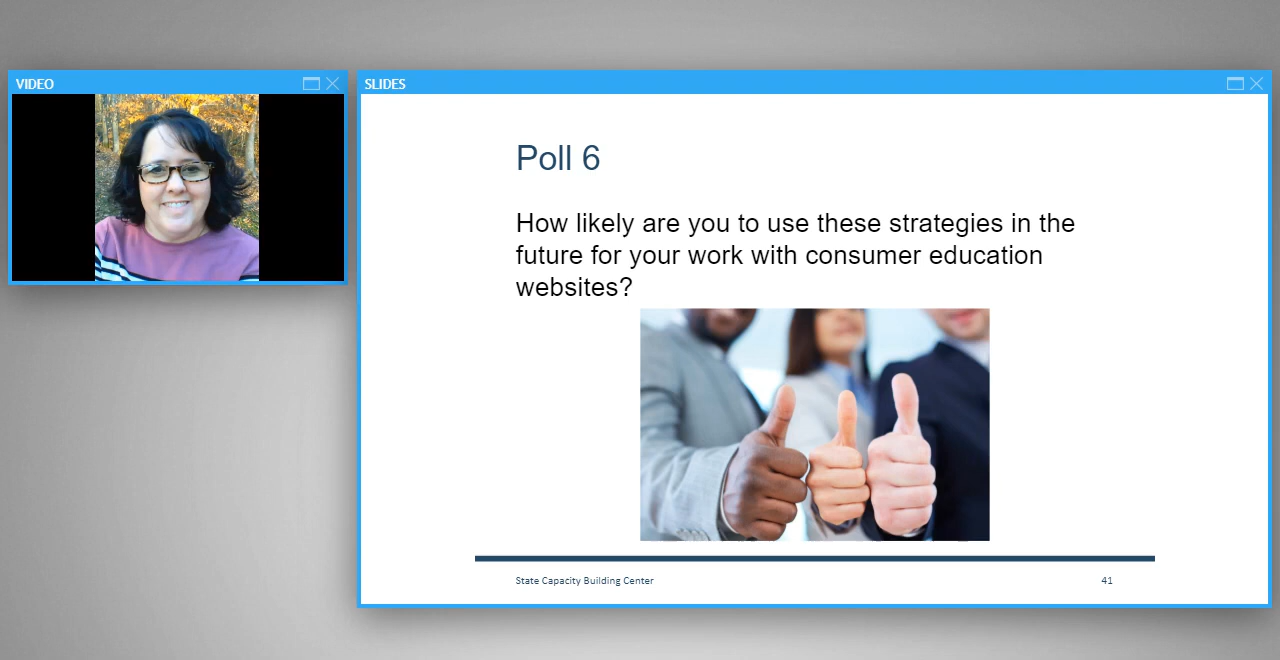 VIDEO
SLIDES
Poll 6
How likely are you to use these strategies in the
future for your work with consumer education
websites?
State Capacity Building Center
41